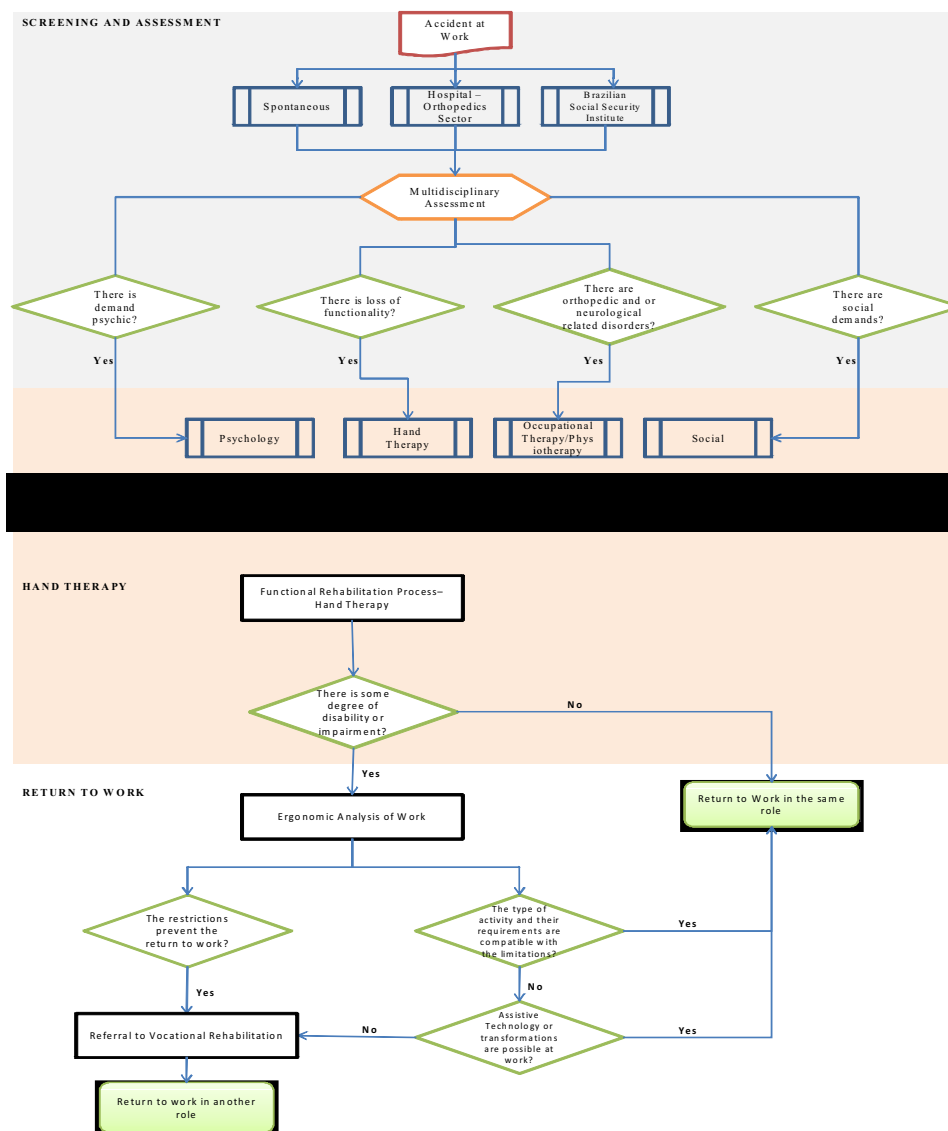 SCREENING AND ASSESSMENT
Accident at
Work
Spontaneous
Hospital –
Orthopedics
Sector
Brazilian
Social Security
Institute
Multidisciplinary
Assessment
There is
demand
psychic?
There is loss of
functionality?
There are
orthopedic and or
neurological
related disorders?
There are
social
demands?
Yes
Yes
Yes
Yes
Psychology
Hand
Therapy
Occupational
Therapy/Phys
iotherapy
Social
HAND THERAPY
Functional Rehabilitation Process–
Hand Therapy
There is some
degree of
disability or
impairment?
No
Yes
RETURN TO WORK
Return to Work in the same
role
Ergonomic Analysis of Work
The restrictions
prevent the
return to work?
The type of
activity and their
requirements are
compatible with
the limitations?
Yes
Yes
No
Referral to Vocational Rehabilitation
No
Assistive
Technology or
transformations
are possible at
work?
Yes
Return to work in another
role